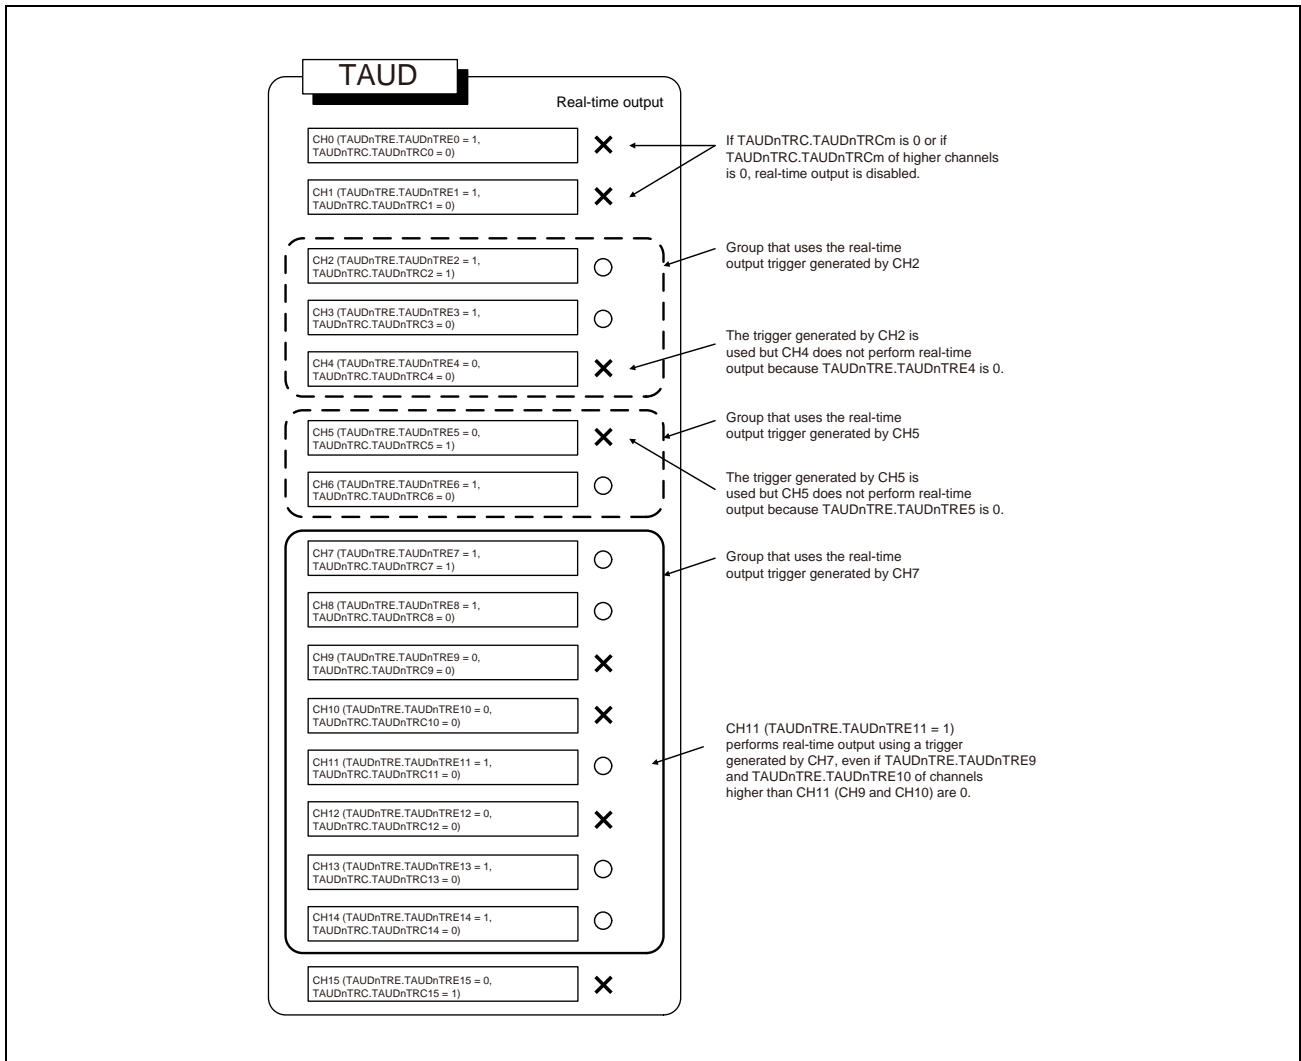 TAUD
Real-time output
CH0 (TAUDnTRE.TAUDnTRE0 = 1,
TAUDnTRC.TAUDnTRC0 = 0)
If TAUDnTRC.TAUDnTRCm is 0 or if
TAUDnTRC.TAUDnTRCm of higher channels
is 0, real-time output is disabled.
CH1 (TAUDnTRE.TAUDnTRE1 = 1,
TAUDnTRC.TAUDnTRC1 = 0)
CH2 (TAUDnTRE.TAUDnTRE2 = 1,
TAUDnTRC.TAUDnTRC2 = 1)
Group that uses the real-time
output trigger generated by CH2
CH3 (TAUDnTRE.TAUDnTRE3 = 1,
TAUDnTRC.TAUDnTRC3 = 0)
CH4 (TAUDnTRE.TAUDnTRE4 = 0,
TAUDnTRC.TAUDnTRC4 = 0)
The trigger generated by CH2 is
used but CH4 does not perform real-time
output because TAUDnTRE.TAUDnTRE4 is 0.
CH5 (TAUDnTRE.TAUDnTRE5 = 0,
TAUDnTRC.TAUDnTRC5 = 1)
Group that uses the real-time
output trigger generated by CH5
CH6 (TAUDnTRE.TAUDnTRE6 = 1,
TAUDnTRC.TAUDnTRC6 = 0)
The trigger generated by CH5 is
used but CH5 does not perform real-time
output because TAUDnTRE.TAUDnTRE5 is 0.
CH7 (TAUDnTRE.TAUDnTRE7 = 1,
TAUDnTRC.TAUDnTRC7 = 1)
Group that uses the real-time
output trigger generated by CH7
CH8 (TAUDnTRE.TAUDnTRE8 = 1,
TAUDnTRC.TAUDnTRC8 = 0)
CH9 (TAUDnTRE.TAUDnTRE9 = 0,
TAUDnTRC.TAUDnTRC9 = 0)
CH10 (TAUDnTRE.TAUDnTRE10 = 0,
TAUDnTRC.TAUDnTRC10 = 0)
CH11 (TAUDnTRE.TAUDnTRE11 = 1,
TAUDnTRC.TAUDnTRC11 = 0)
CH11 (TAUDnTRE.TAUDnTRE11 = 1)
performs real-time output using a trigger
generated by CH7, even if TAUDnTRE.TAUDnTRE9
and TAUDnTRE.TAUDnTRE10 of channels
higher than CH11 (CH9 and CH10) are 0.
CH12 (TAUDnTRE.TAUDnTRE12 = 0,
TAUDnTRC.TAUDnTRC12 = 0)
CH13 (TAUDnTRE.TAUDnTRE13 = 1,
TAUDnTRC.TAUDnTRC13 = 0)
CH14 (TAUDnTRE.TAUDnTRE14 = 1,
TAUDnTRC.TAUDnTRC14 = 0)
CH15 (TAUDnTRE.TAUDnTRE15 = 0,
TAUDnTRC.TAUDnTRC15 = 1)